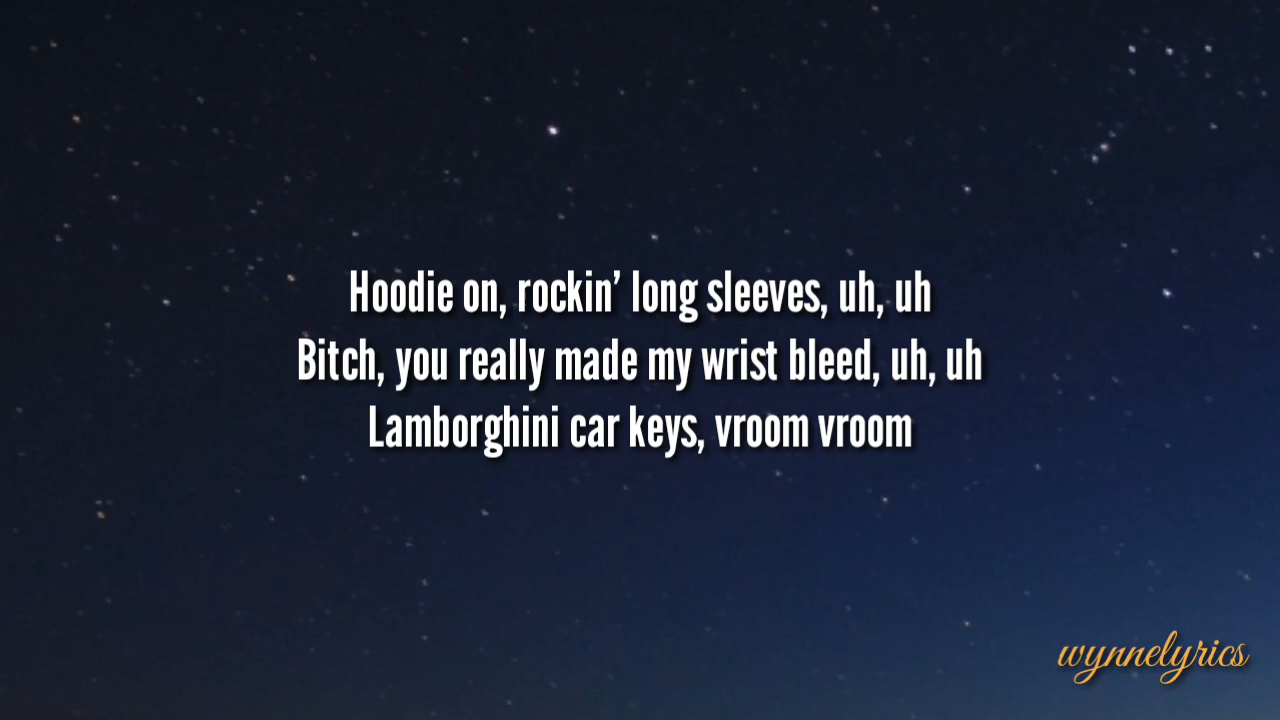 Hoodie on, rockin’ long sleeves, uh, uh
Bitch, you really made my wrist bleed, uh, uh
Lamborghini car keys, vroom vroom
wynnelyrics